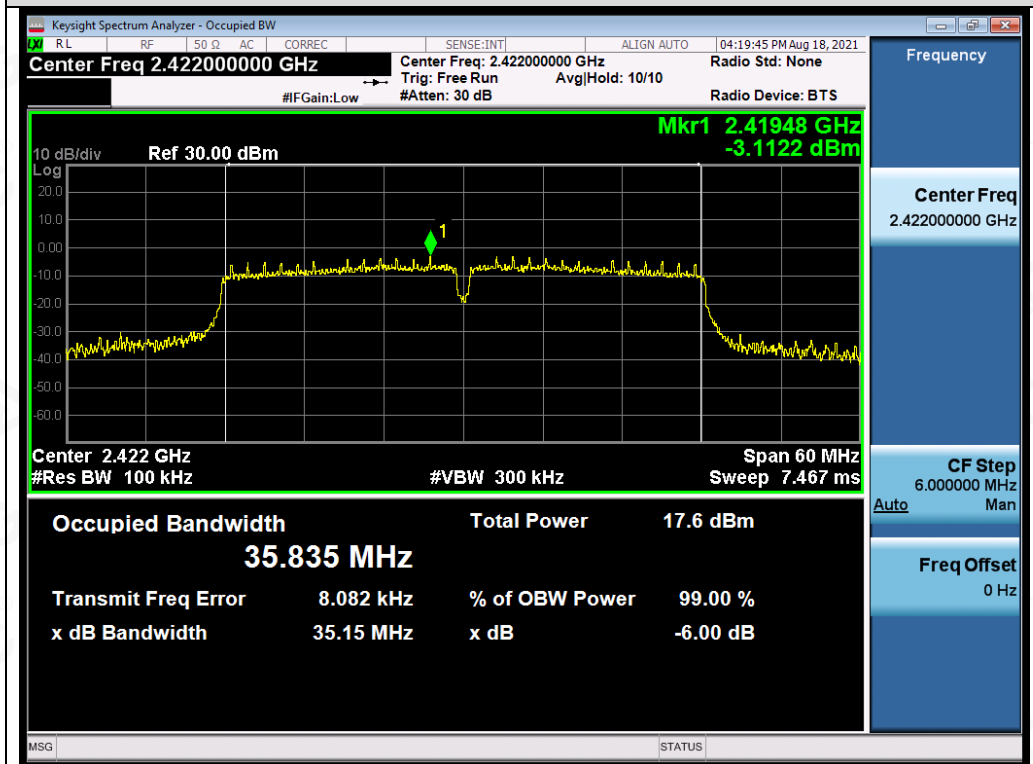 Keysight Spectrum Analyzer - Occupied BW
LXI RL RF 50 Ω AC CORREC SENSE:INT ALIGN AUTO 04:19:45 PM Aug 18, 2021
Center Freq 2.422000000 GHz
Center Freq: 2.422000000 GHz
Radio Std: None
Trig: Free Run Avg|Hold: 10/10
#IFGain:Low #Atten: 30 dB Radio Device: BTS
Mkr1 2.41948 GHz
-3.1122 dBm
10 dB/div Ref 30.00 dBm
Log
20.0
10.0
1
0.00
-10.0
-20.0
-30.0
-40.0
-50.0
-60.0
Center 2.422 GHz Span 60 MHz
#Res BW 100 kHz #VBW 300 kHz Sweep 7.467 ms
Occupied Bandwidth Total Power 17.6 dBm
35.835 MHz
Transmit Freq Error 8.082 kHz % of OBW Power 99.00 %
x dB Bandwidth 35.15 MHz x dB -6.00 dB
Frequency
Center Freq
2.422000000 GHz
CF Step
6.000000 MHz
Auto Man
Freq Offset
0 Hz
MSG STATUS